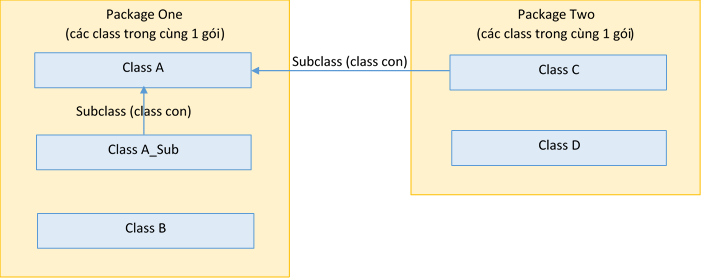 Package One
(các class trong cùng 1 gói)
Class A
Subclass (class con)
Class A_Sub
Class B
Subclass (class con)
Package Two
(các class trong cùng 1 gói)
Class C
Class D